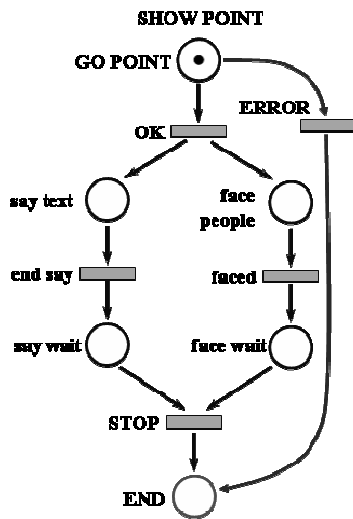 SHOW POINT
GO POINT
ERROR
OK
say text
face
people
end say
faced
say wait
face wait
STOP
END